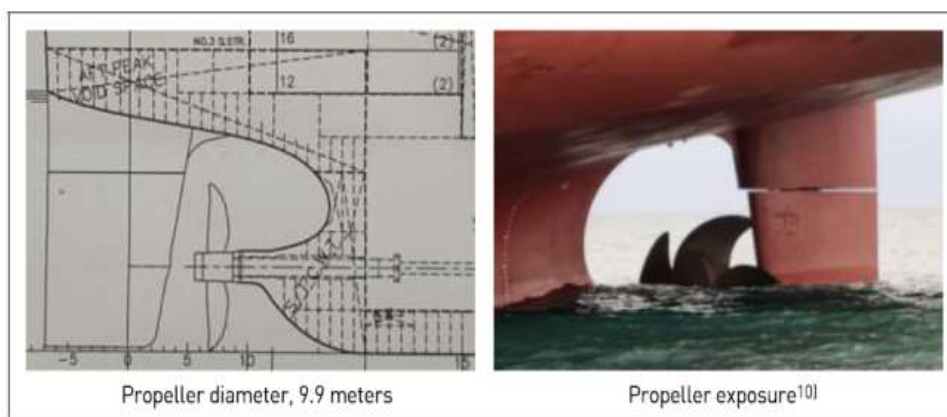 NO.3 S.STR.
16
(2)
AFT.PEAK
VOID SPACE
12
(2)
S.T.C.W.T.
-5
0
5
10
15
Propeller diameter, 9.9 meters
Propeller exposure10)